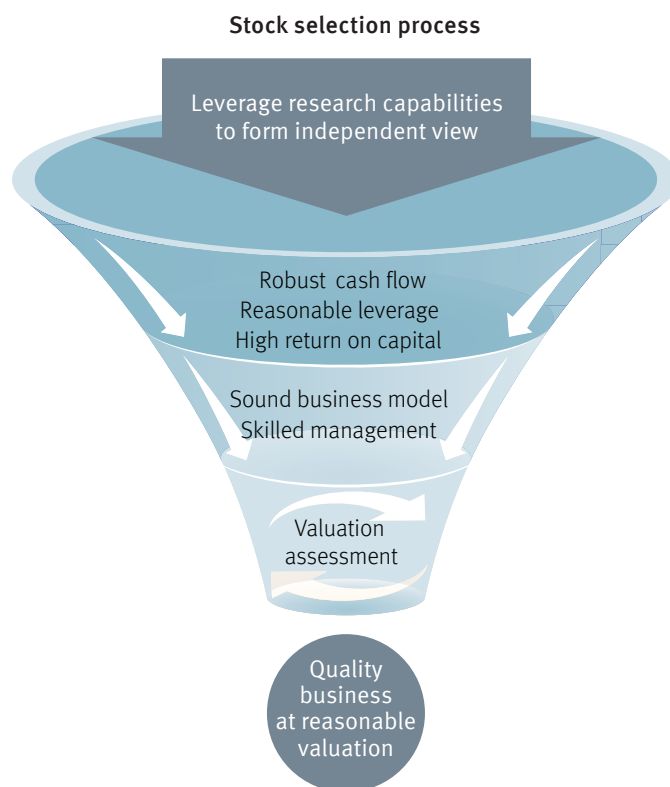 Stock selection process
Leverage research capabilities
to form independent view
Robust cash flow
Reasonable leverage
High return on capital
Sound business model
Skilled management
Valuation
assessment
Quality
business
at reasonable
valuation